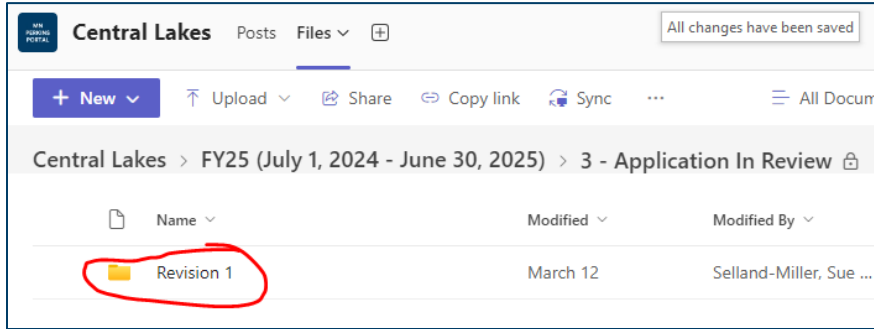 MN
PERKINS
PORTAL
Central Lakes Posts Files
All changes have been saved
+ New Upload Share Copy link Sync ... All Docum
Central Lakes > FY25 (July 1, 2024 - June 30, 2025) > 3 - Application In Review
Name Modified Modified By
Revision 1 March 12 Selland-Miller, Sue ...